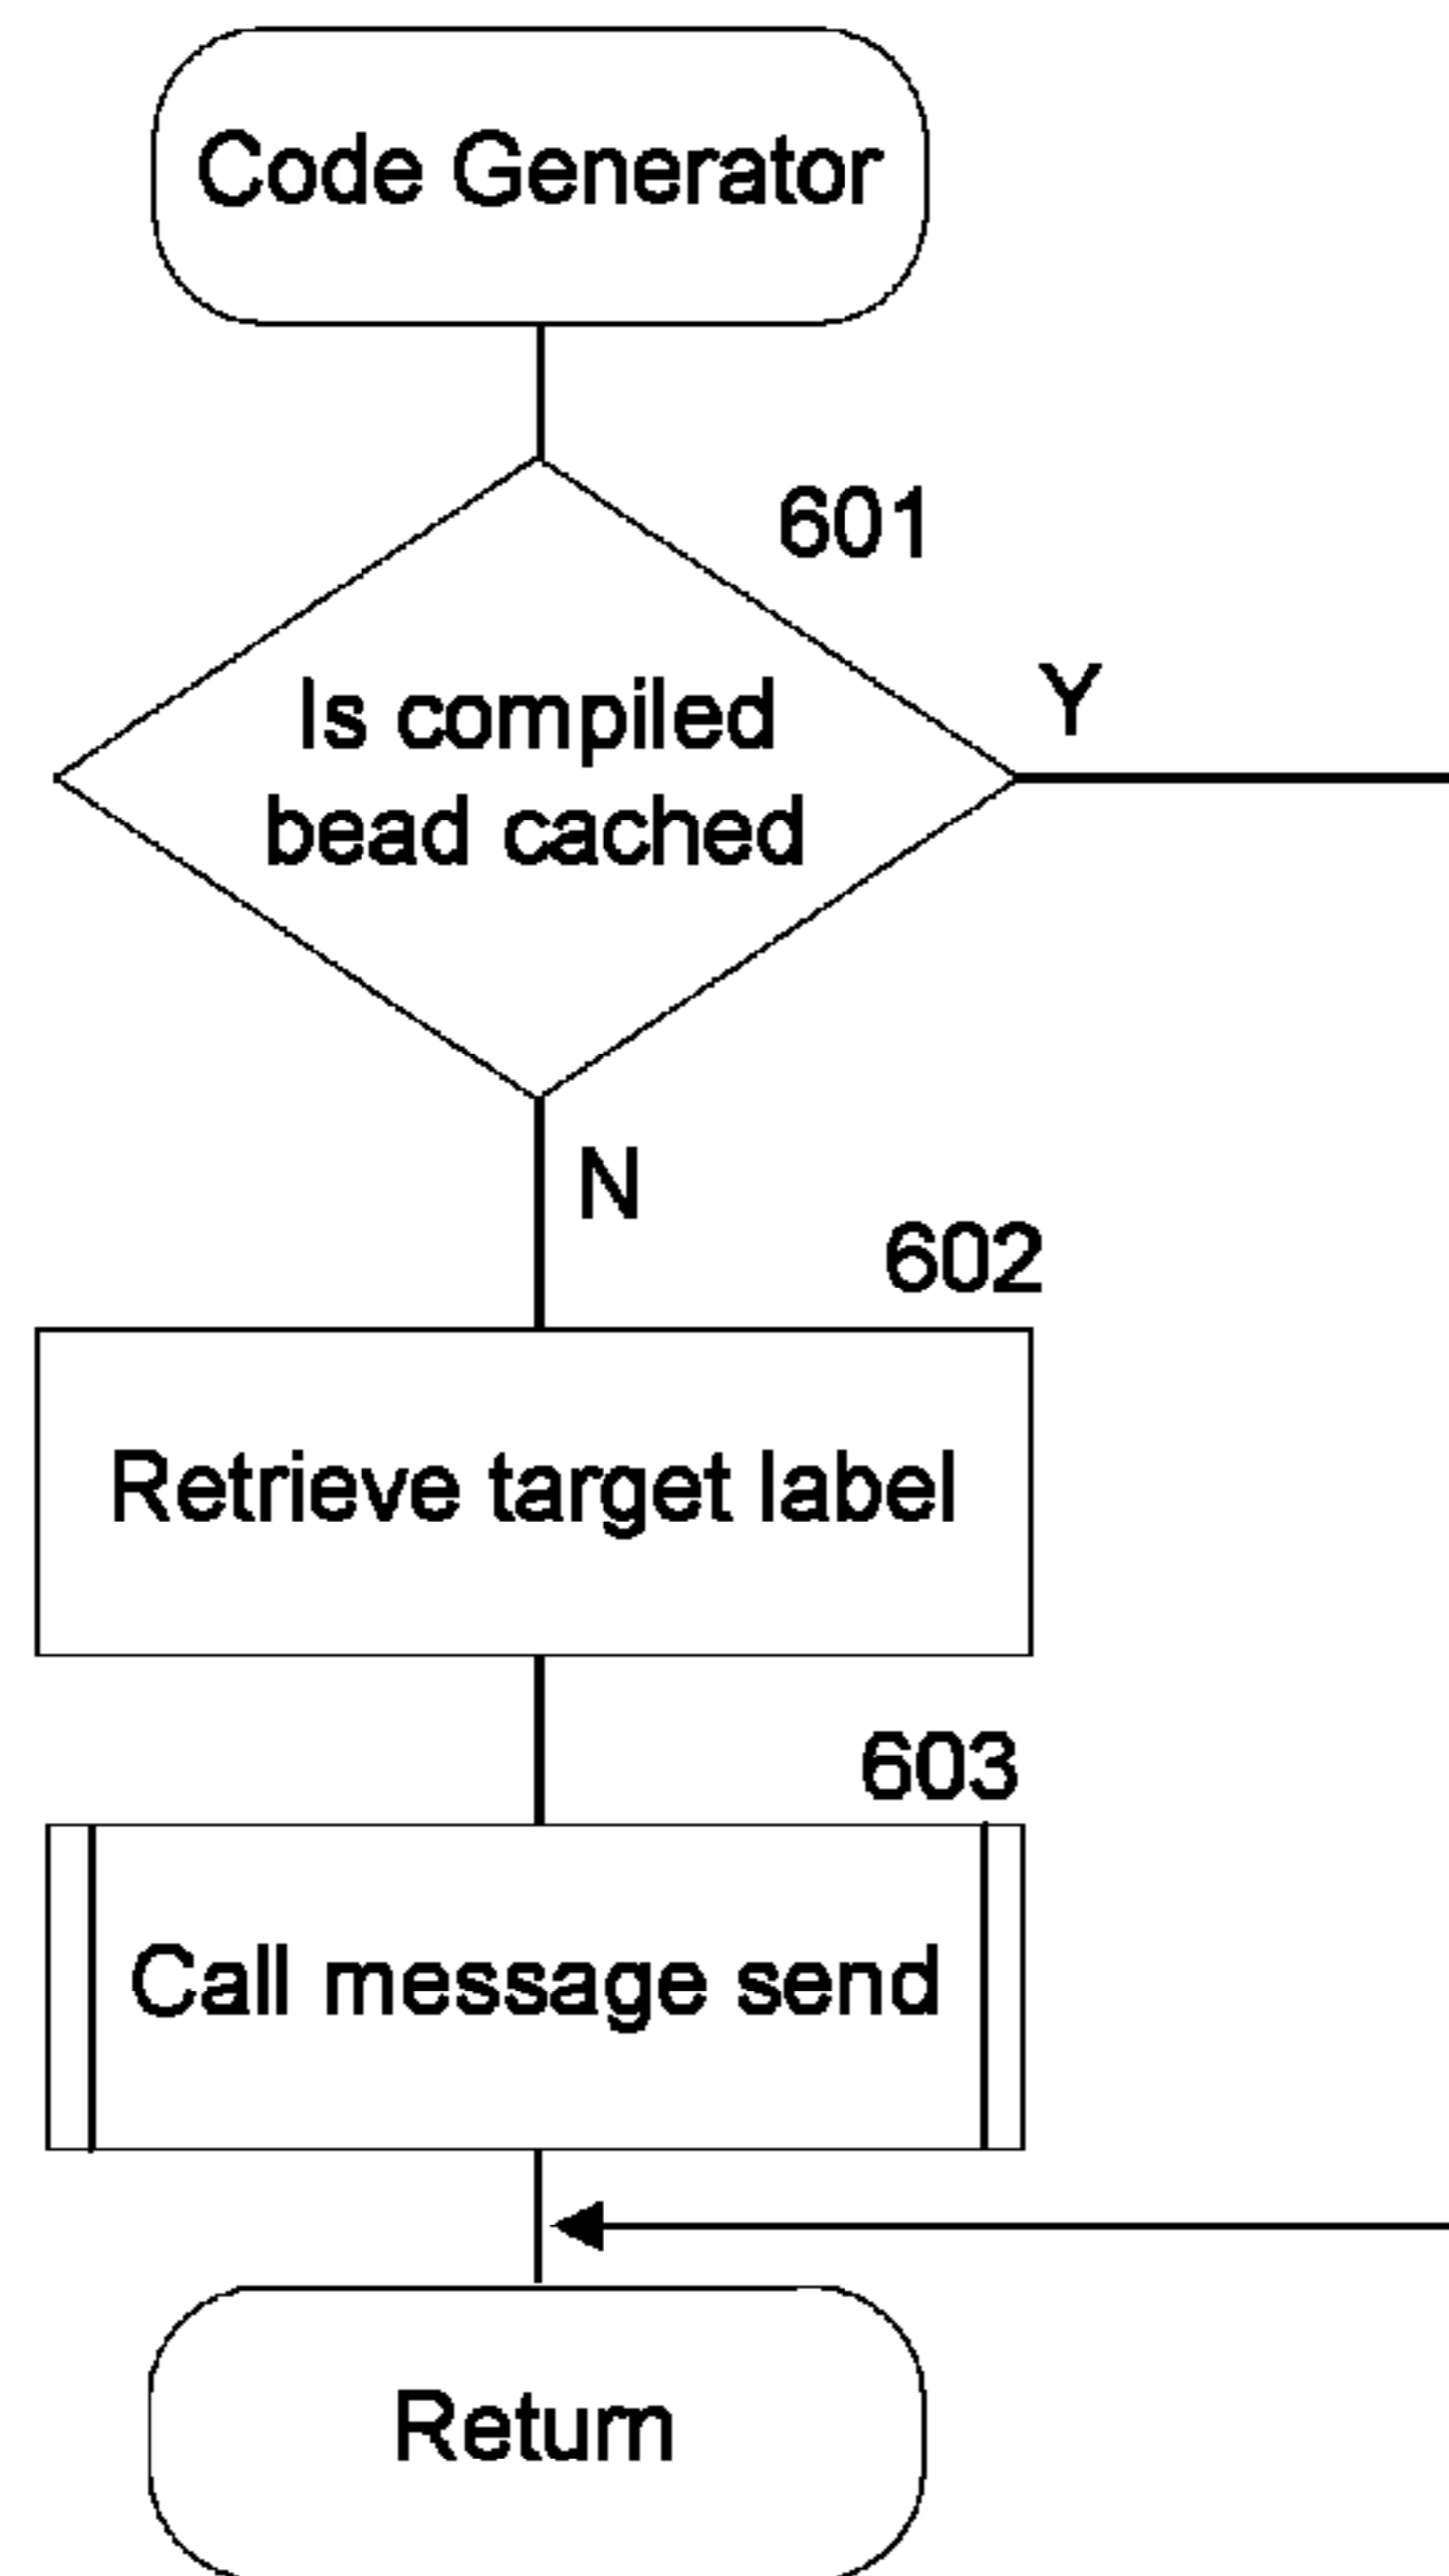 Code Generator
601
Is compiled
bead cached
Y
N
602
Retrieve target label
603
Call message send
Return